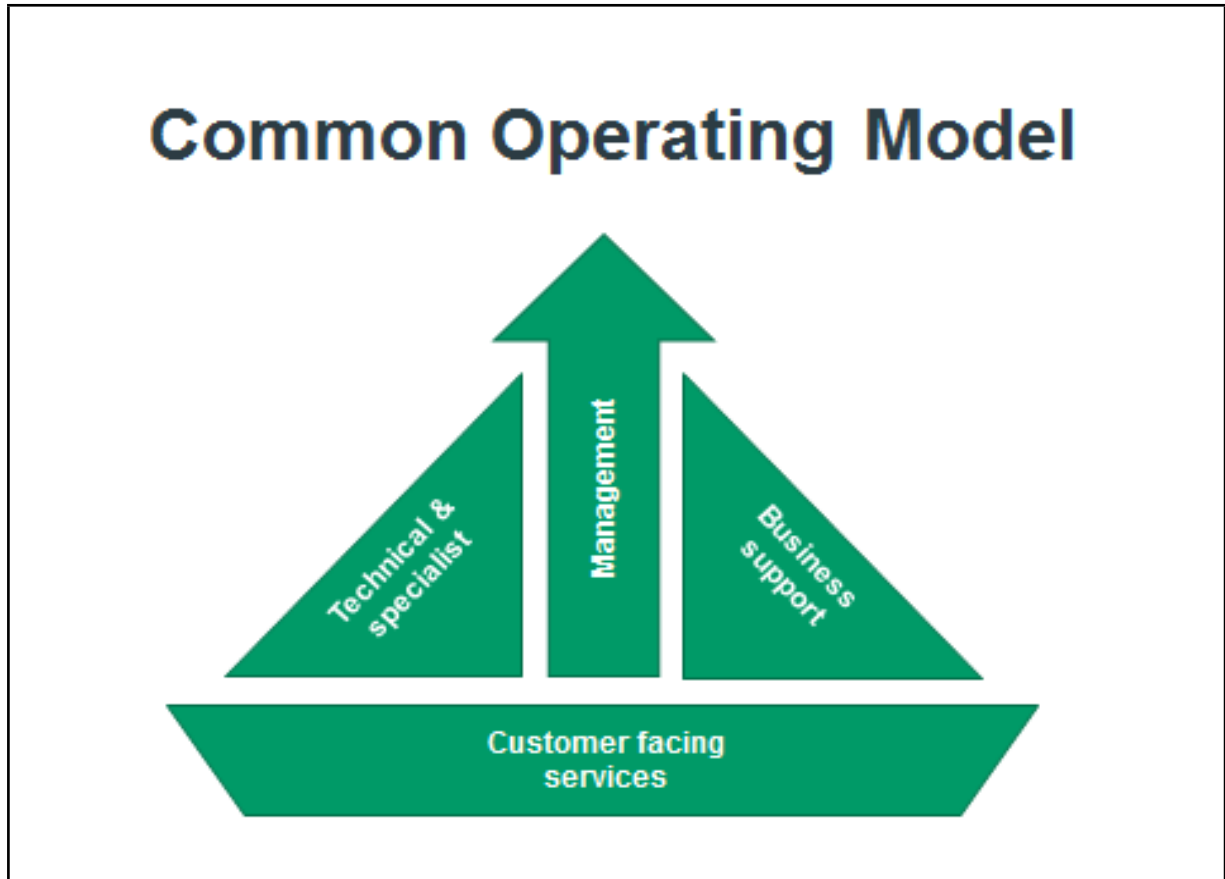 Common Operating Model
Technical &
specialist
Management
Business
support
Customer facing
services